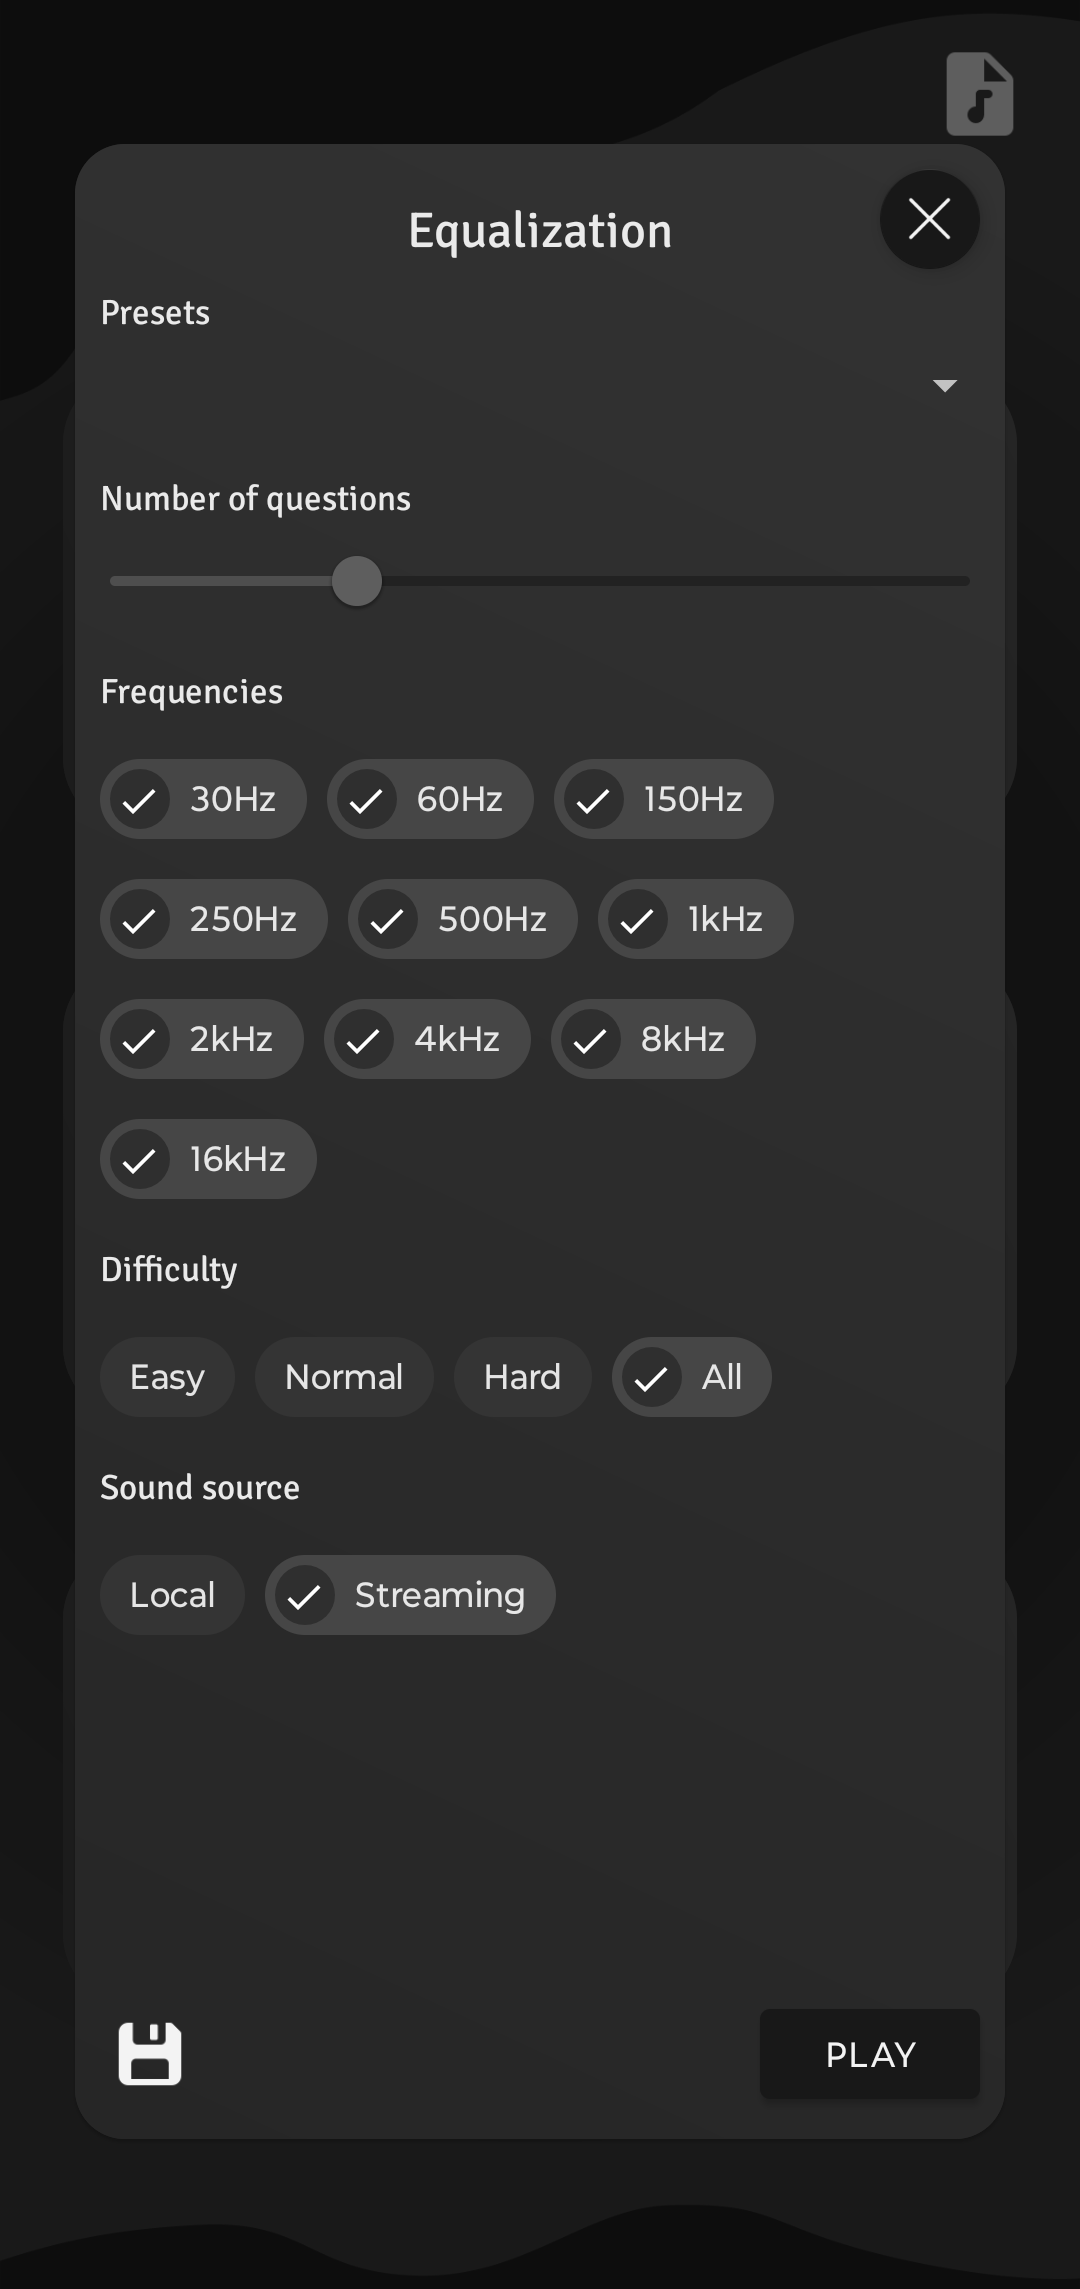 Equalization
Presets
Number of questions
Frequencies
30Hz 60Hz 150Hz
250Hz 500Hz 1kHz
2kHz 4kHz 8kHz
16kHz
Difficulty
Easy Normal Hard All
Sound source
Local Streaming
PLAY